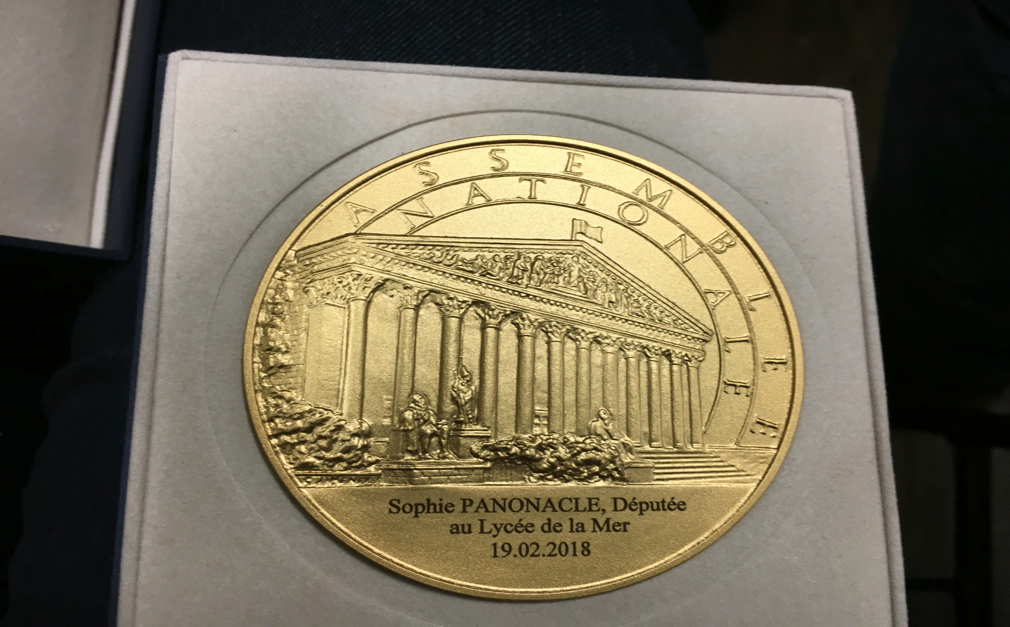 ASSEMBLEE
NATIONALE
Sophie PANONACLE, Députée
au Lycée de la Mer
19.02.2018